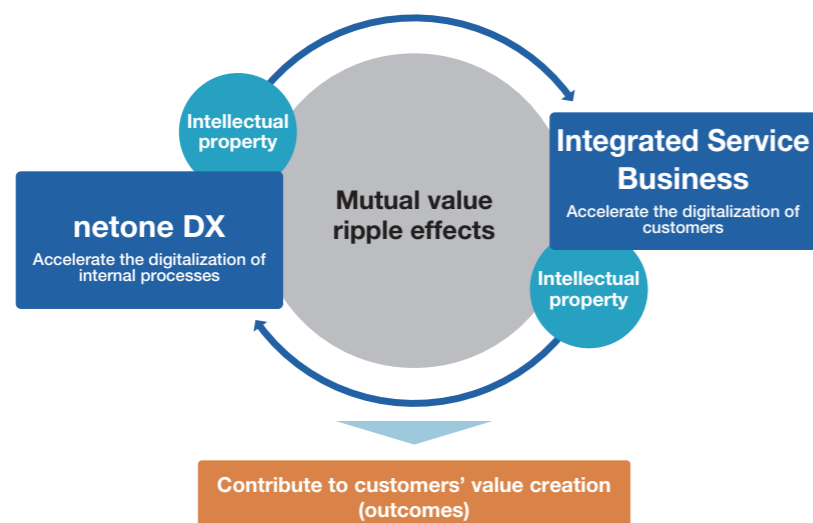 Intellectual
property
Integrated Service
Business
Accelerate the digitalization of
customers
netone DX
Accelerate the digitalization of
internal processes
Mutual value
ripple effects
Intellectual
property
Contribute to customers’ value creation
(outcomes)